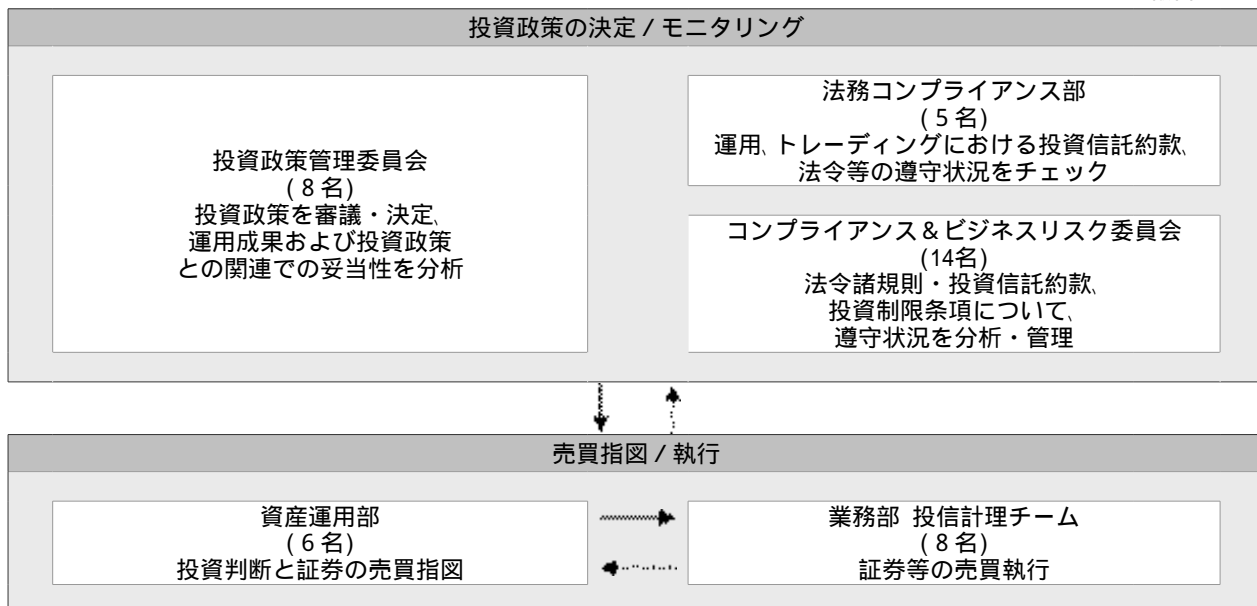 投資政策の決定 / モニタリング
投資政策管理委員会
( 8 名)
投資政策を審議・決定、
運用成果および投資政策
との関連での妥当性を分析
法務コンプライアンス部
( 5 名)
運用、トレーディングにおける投資信託約款、
法令等の遵守状況をチェック
コンプライアンス&ビジネスリスク委員会
(14名)
法令諸規則・投資信託約款、
投資制限条項について、
遵守状況を分析・管理
売買指図 / 執行
資産運用部
( 6 名)
投資判断と証券の売買指図
業務部 投信計理チーム
( 8 名)
証券等の売買執行